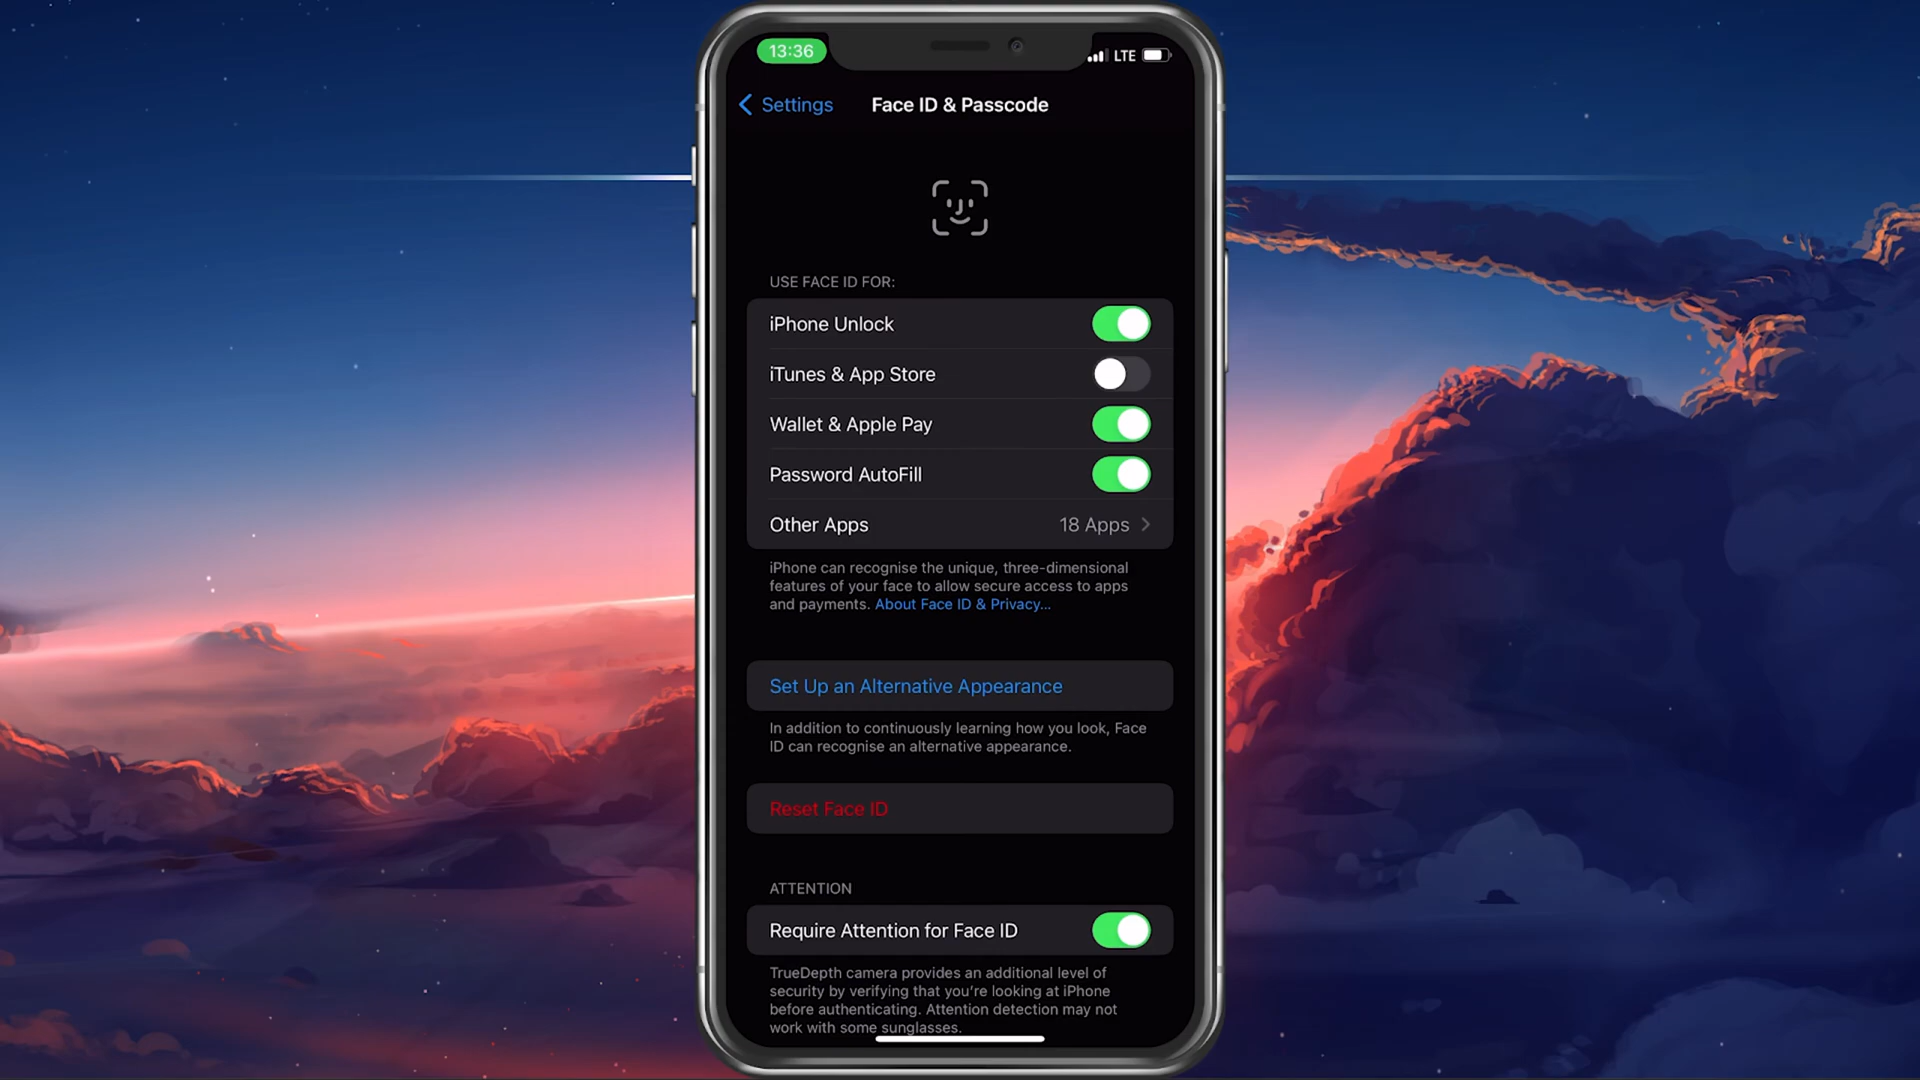 13:36
LTE
Settings
Face ID & Passcode
USE FACE ID FOR:
iPhone Unlock
iTunes & App Store
Wallet & Apple Pay
Password AutoFill
Other Apps 18 Apps
iPhone can recognise the unique, three-dimensional
features of your face to allow secure access to apps
and payments. About Face ID & Privacy...
Set Up an Alternative Appearance
In addition to continuously learning how you look, Face
ID can recognise an alternative appearance.
Reset Face ID
ATTENTION
Require Attention for Face ID
TrueDepth camera provides an additional level of
security by verifying that you're looking at iPhone
before authenticating. Attention detection may not
work with some sunglasses.